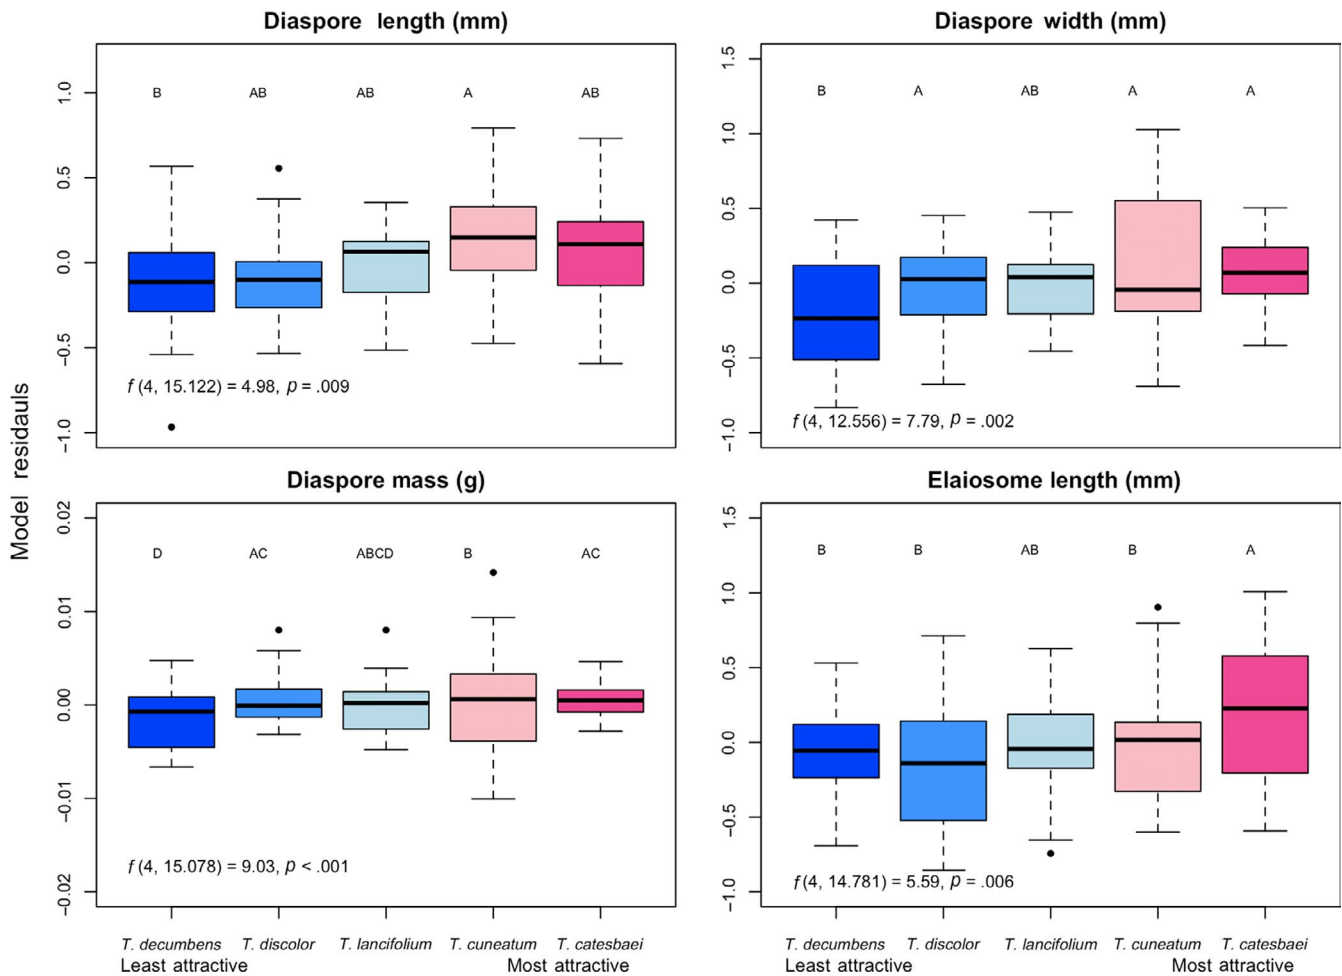 Diaspore length (mm)
Diaspore width (mm)
Model residauls
1.0
0.5
0.0
−0.5
−1.0
B AB AB A AB
f (4, 15.122) = 4.98, p = .009
1.5
1.0
0.5
0.0
−0.5
−1.0
B A AB A A
f (4, 12.556) = 7.79, p = .002
Diaspore mass (g)
Elaiosome length (mm)
0.02
0.01
0.00
−0.01
−0.02
D AC ABCD B AC
f (4, 15.078) = 9.03, p < .001
1.5
1.0
0.5
0.0
−0.5
−1.0
B B AB B A
f (4, 14.781) = 5.59, p = .006
T. decumbens T. discolor T. lancifolium T. cuneatum T. catesbaei
Least attractive Most attractive
T. decumbens T. discolor T. lancifolium T. cuneatum T. catesbaei
Least attractive Most attractive